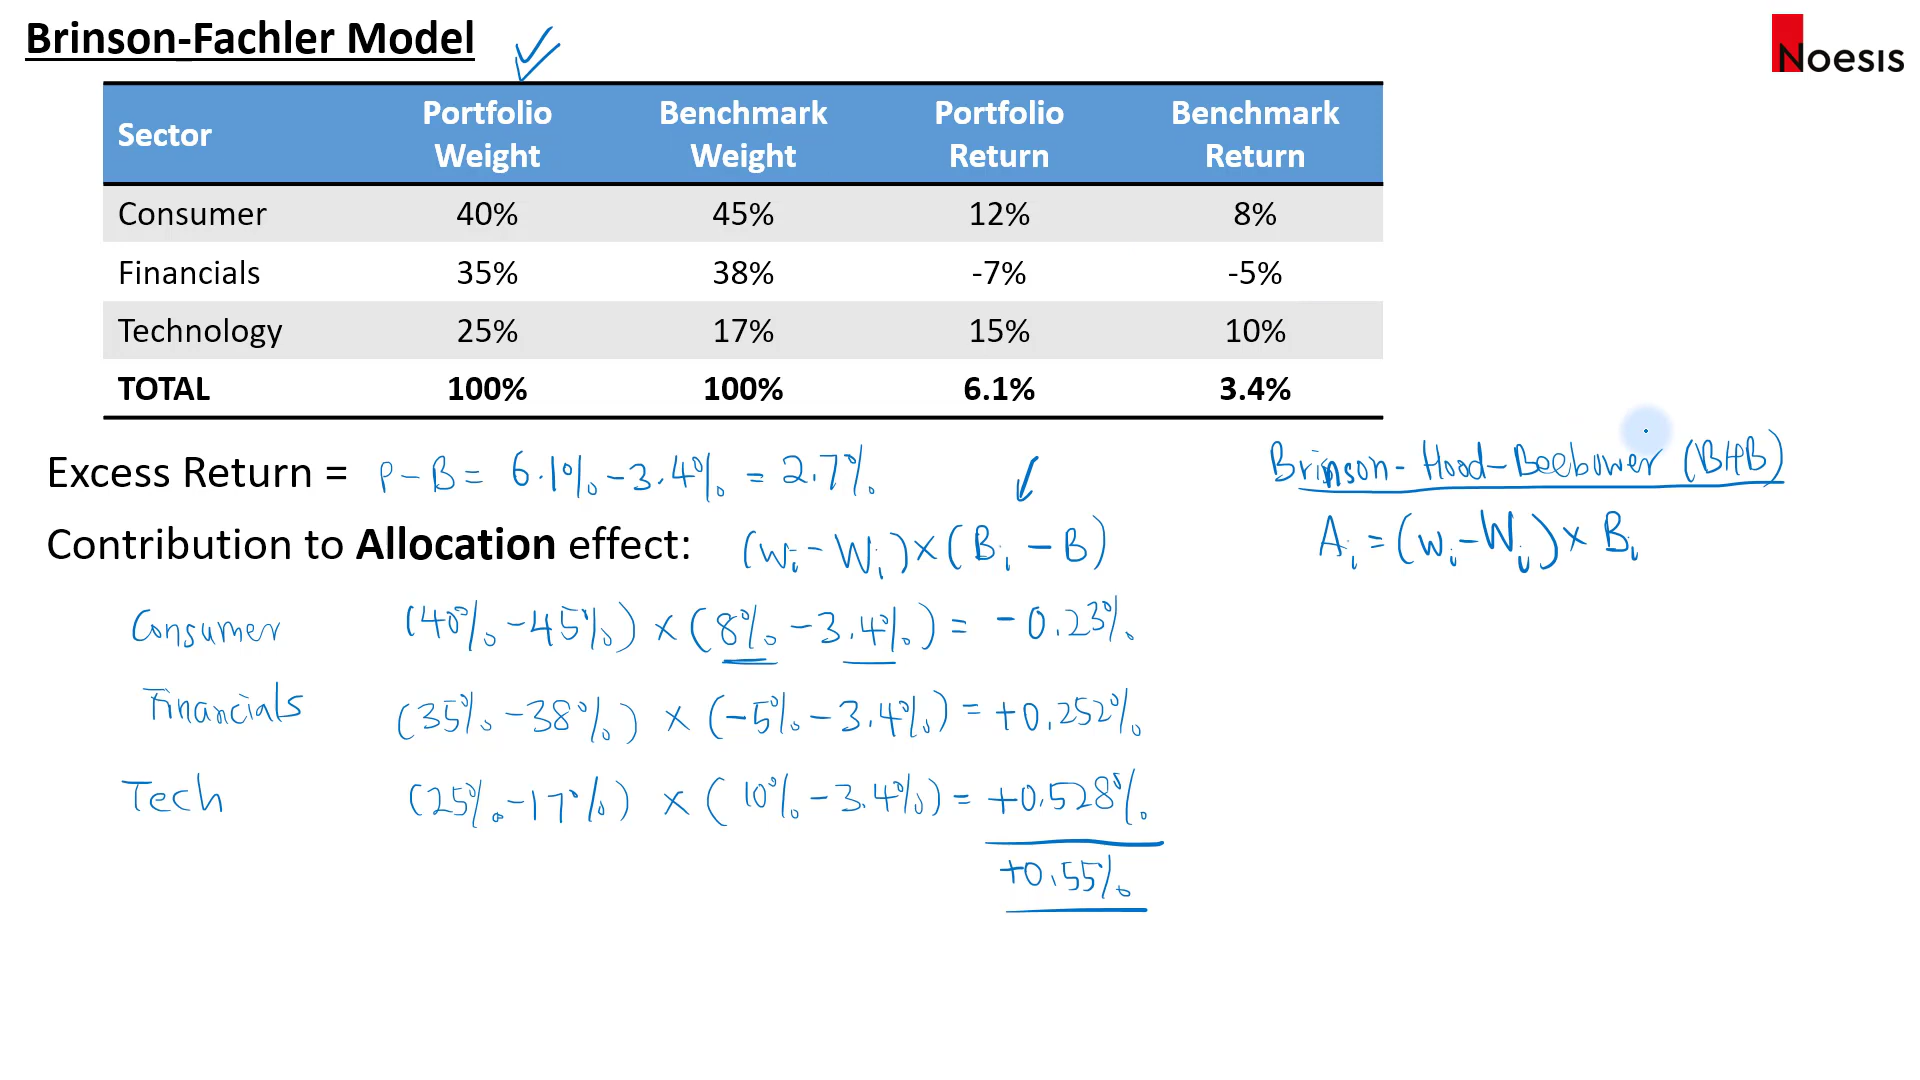 Brinson-Fachler Model
Noesis
Sector Portfolio Weight Benchmark Weight Portfolio Return Benchmark Return
Consumer 40% 45% 12% 8%
Financials 35% 38% -7% -5%
Technology 25% 17% 15% 10%
TOTAL 100% 100% 6.1% 3.4%
Excess Return = P - B = 6.1% - 3.4% = 2.7%
Brinson-Hood-Beebower (BHB)
Contribution to Allocation effect: (wi - Wi) × (Bi - B)
Ai = (wi - Wi) × Bi
Consumer (40% - 45%) × (8% - 3.4%) = -0.23%
Financials (35% - 38%) × (-5% - 3.4%) = +0.252%
Tech (25% - 17%) × (10% - 3.4%) = +0.528%
+0.55%